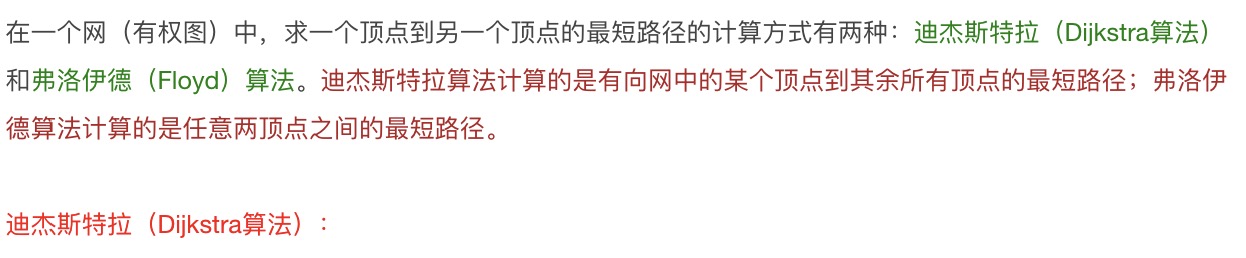 在一个网（有权图）中，求一个顶点到另一个顶点的最短路径的计算方式有两种：迪杰斯特拉（Dijkstra算法）
和弗洛伊德（Floyd）算法。迪杰斯特拉算法计算的是有向网中的某个顶点到其余所有顶点的最短路径；弗洛伊
德算法计算的是任意两顶点之间的最短路径。
迪杰斯特拉（Dijkstra算法）：